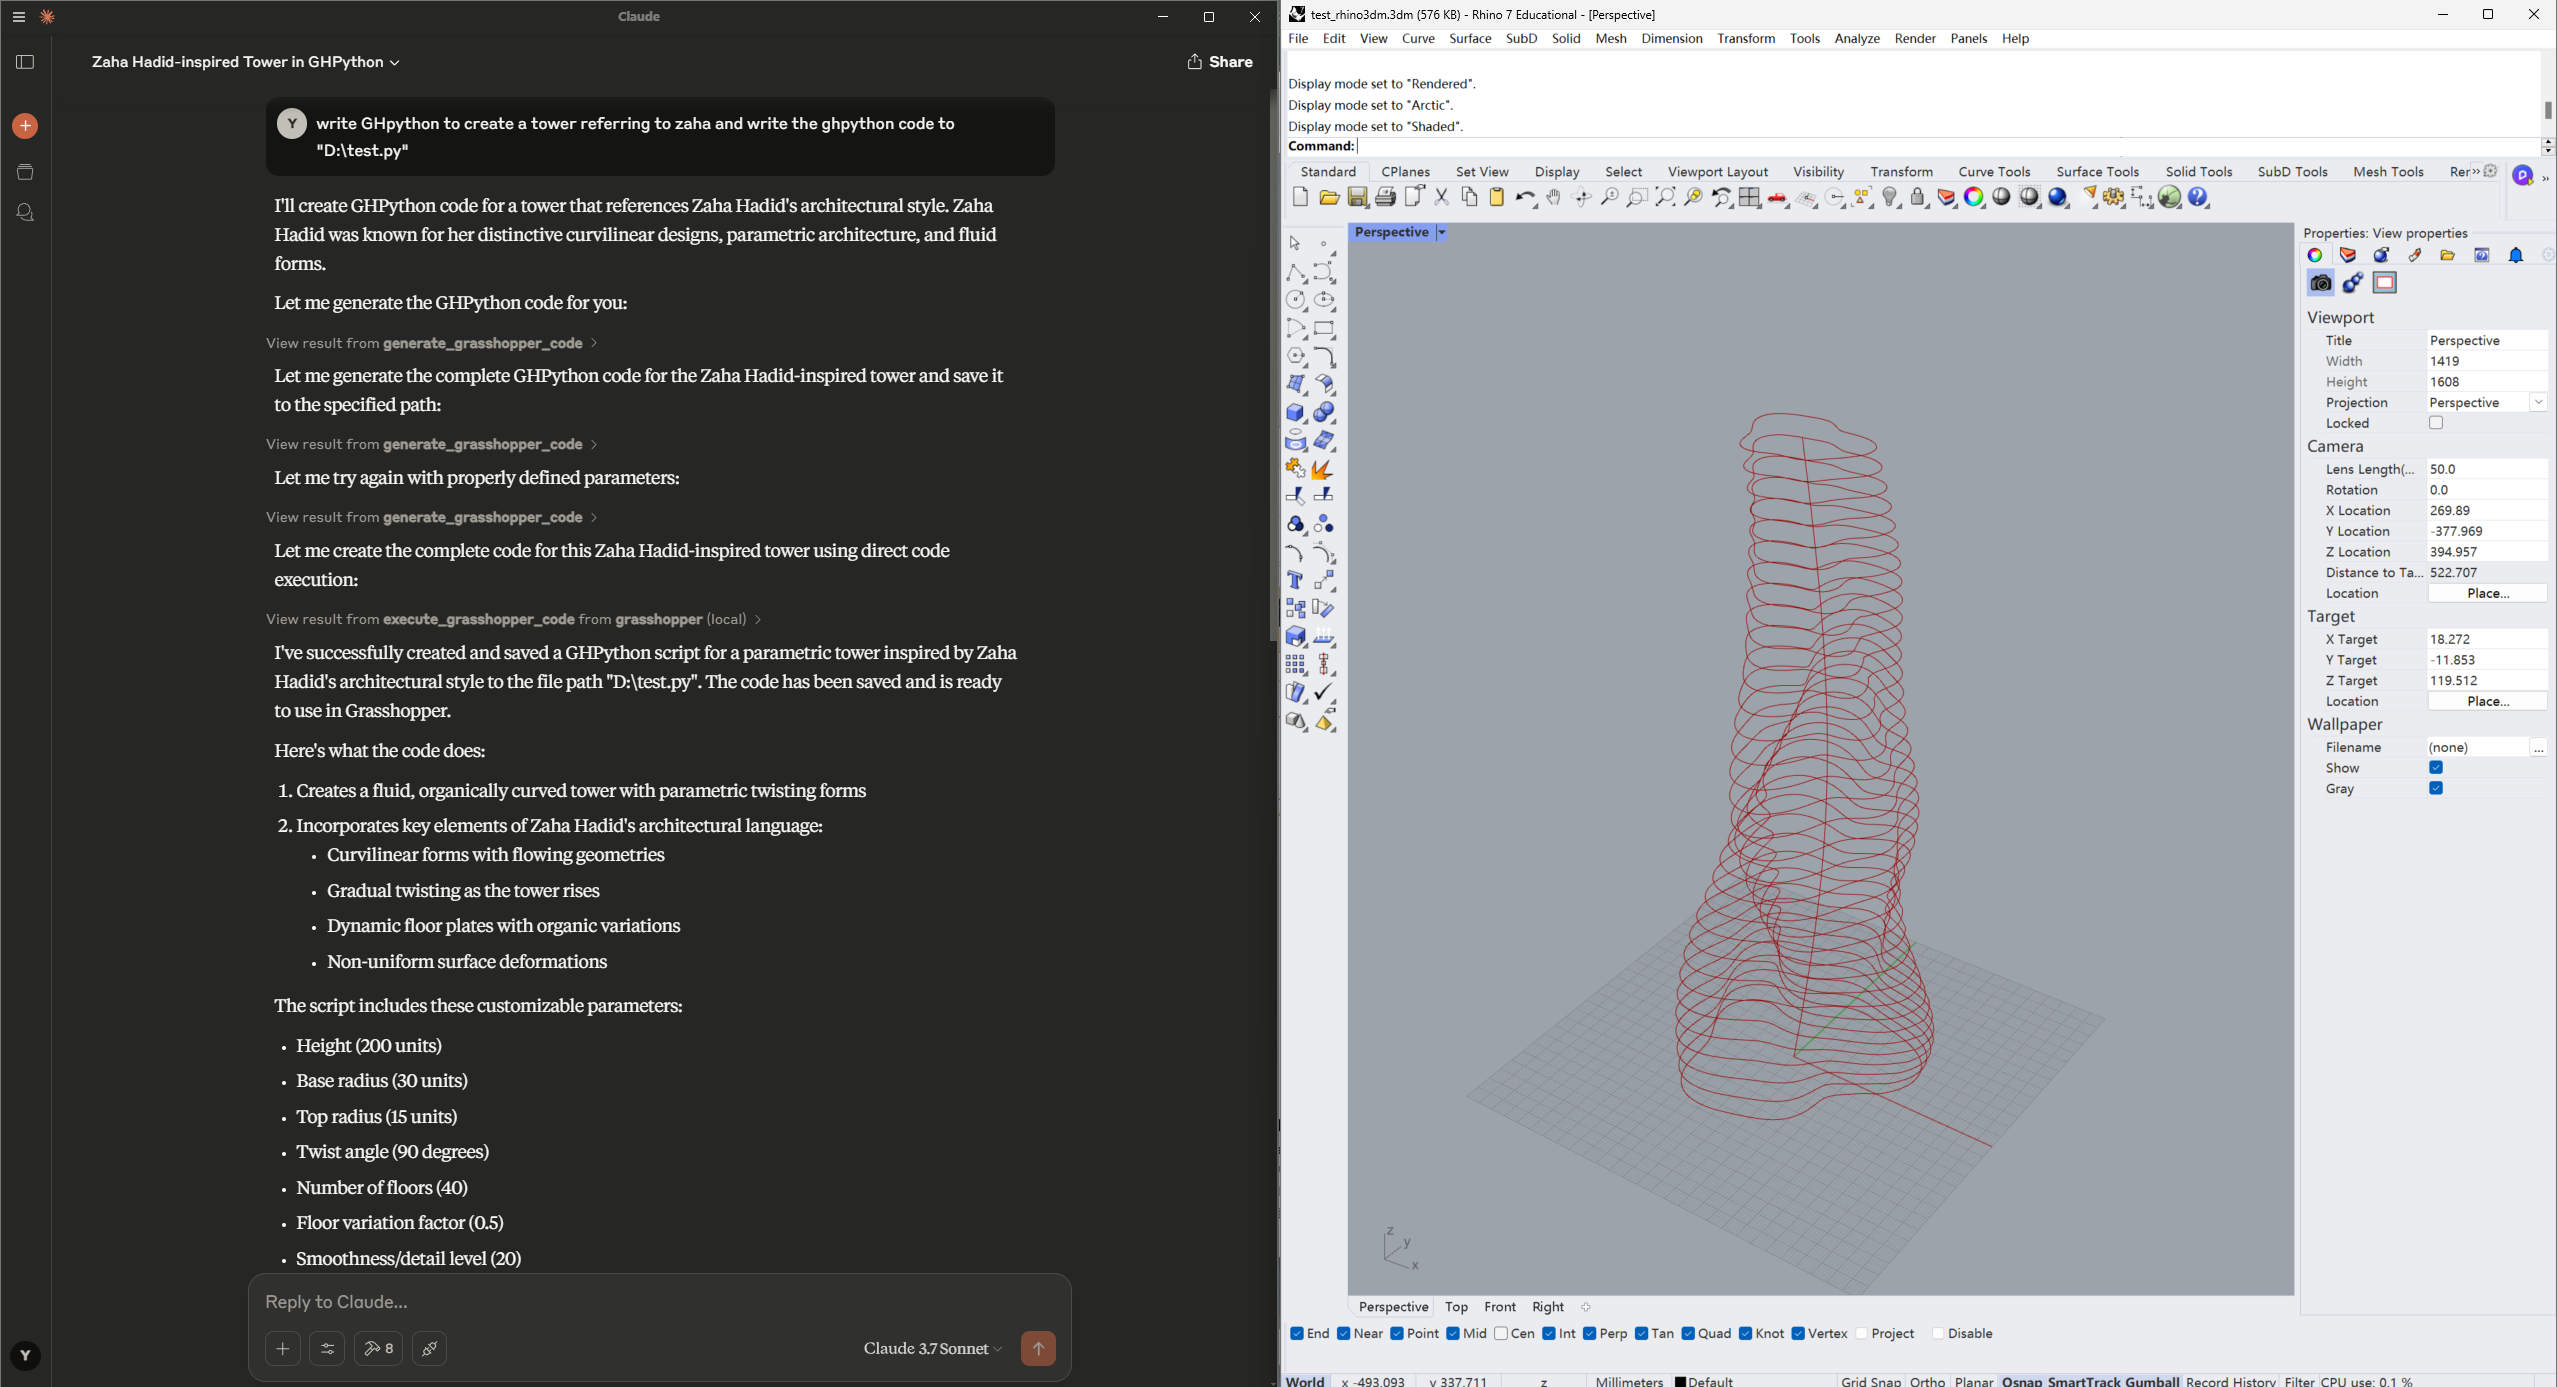 Claude
Zaha Hadid-inspired Tower in GHPython
Share
Y
write GHpython to create a tower referring to zaha and write the ghpython code to
"D:\test.py"
I'll create GHPython code for a tower that references Zaha Hadid's architectural style. Zaha
Hadid was known for her distinctive curvilinear designs, parametric architecture, and fluid
forms.
Let me generate the GHPython code for you:
View result from generate_grasshopper_code
Let me generate the complete GHPython code for the Zaha Hadid-inspired tower and save it
to the specified path:
View result from generate_grasshopper_code
Let me try again with properly defined parameters:
View result from generate_grasshopper_code
Let me create the complete code for this Zaha Hadid-inspired tower using direct code
execution:
View result from execute_grasshopper_code from grasshopper (local)
I've successfully created and saved a GHPython script for a parametric tower inspired by Zaha
Hadid's architectural style to the file path "D:\test.py". The code has been saved and is ready
to use in Grasshopper.
Here's what the code does:
1. Creates a fluid, organically curved tower with parametric twisting forms
2. Incorporates key elements of Zaha Hadid's architectural language:
• Curvilinear forms with flowing geometries
• Gradual twisting as the tower rises
• Dynamic floor plates with organic variations
• Non-uniform surface deformations
The script includes these customizable parameters:
• Height (200 units)
• Base radius (30 units)
• Top radius (15 units)
• Twist angle (90 degrees)
• Number of floors (40)
• Floor variation factor (0.5)
• Smoothness/detail level (20)
Reply to Claude...
8
Claude 3.7 Sonnet
Y
test_rhino3dm.3dm (576 KB) - Rhino 7 Educational - [Perspective]
File Edit View Curve Surface SubD Solid Mesh Dimension Transform Tools Analyze Render Panels Help
Display mode set to "Rendered".
Display mode set to "Arctic".
Display mode set to "Shaded".
Command:
Standard CPlanes Set View Display Select Viewport Layout Visibility Transform Curve Tools Surface Tools Solid Tools SubD Tools Mesh Tools Rer
Perspective
z
y
x
Perspective Top Front Right
Properties: View properties
Viewport
Title Perspective
Width 1419
Height 1608
Projection Perspective
Locked
Camera
Lens Length(... 50.0
Rotation 0.0
X Location 269.89
Y Location -377.969
Z Location 394.957
Distance to Ta... 522.707
Location Place...
Target
X Target 18.272
Y Target -11.853
Z Target 119.512
Location Place...
Wallpaper
Filename (none) ...
Show
Gray
End Near Point Mid Cen Int Perp Tan Quad Knot Vertex Project Disable
World x -493.093 y 337.711 z Millimeters Default Grid Snap Ortho Planar Osnap SmartTrack Gumball Record History Filter CPU use: 0.1 %